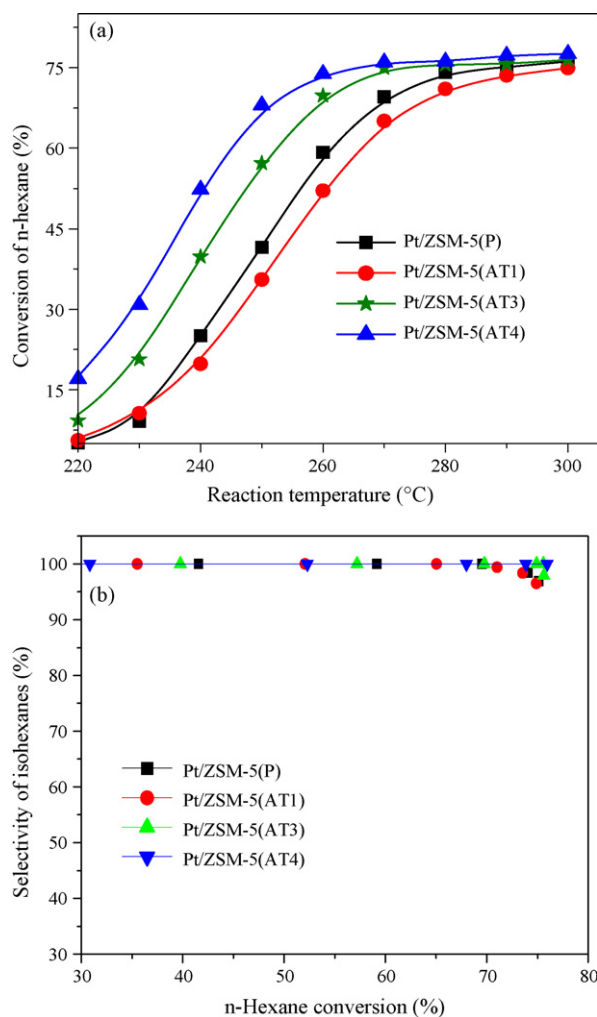 (a)
75
60
45
30
15
Conversion of n-hexane (%)
Pt/ZSM-5(P)
Pt/ZSM-5(AT1)
Pt/ZSM-5(AT3)
Pt/ZSM-5(AT4)
220 240 260 280 300
Reaction temperature (°C)
(b)
100
90
80
70
60
50
40
30
Selectivity of isohexanes (%)
Pt/ZSM-5(P)
Pt/ZSM-5(AT1)
Pt/ZSM-5(AT3)
Pt/ZSM-5(AT4)
30 40 50 60 70 80
n-Hexane conversion (%)